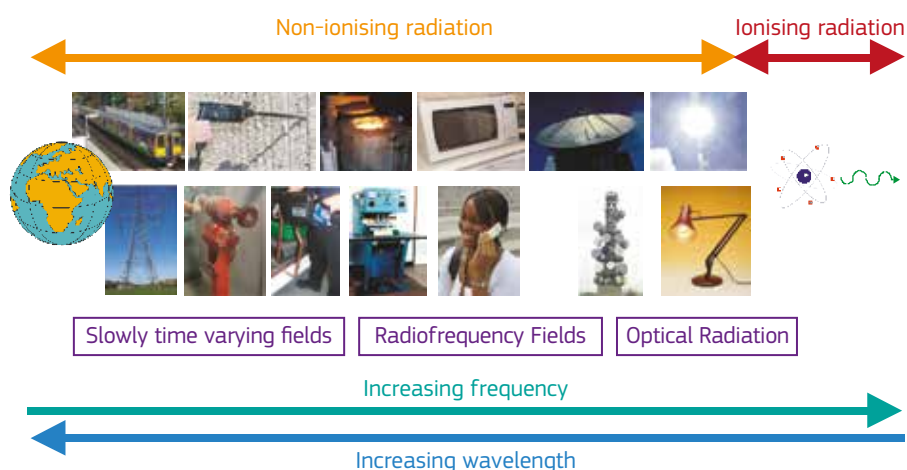 Non-ionising radiation
Ionising radiation
Slowly time varying fields
Radiofrequency Fields
Optical Radiation
Increasing frequency
Increasing wavelength